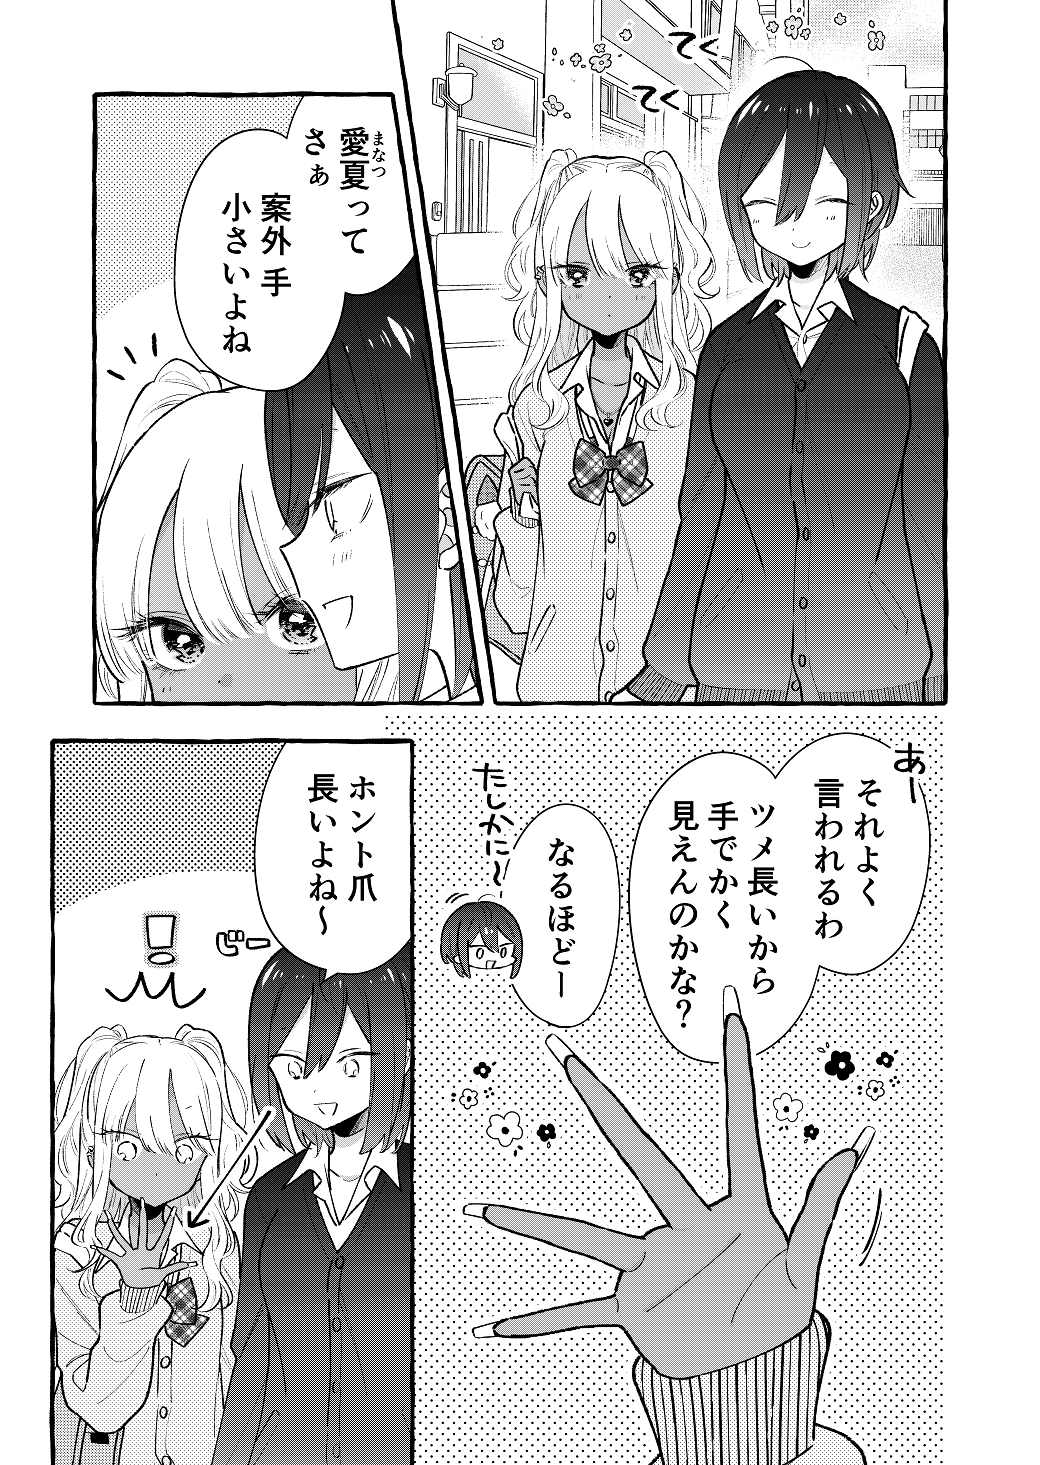 てく
てく
愛夏って
まなつ
さぁ
案外 手
小さいよね
あー
それよく
言われるわ
ツメ長いから
手でかく
見えんのかな?
なるほどー
たしかに〜
ホント爪
長いよね〜
ビー
!